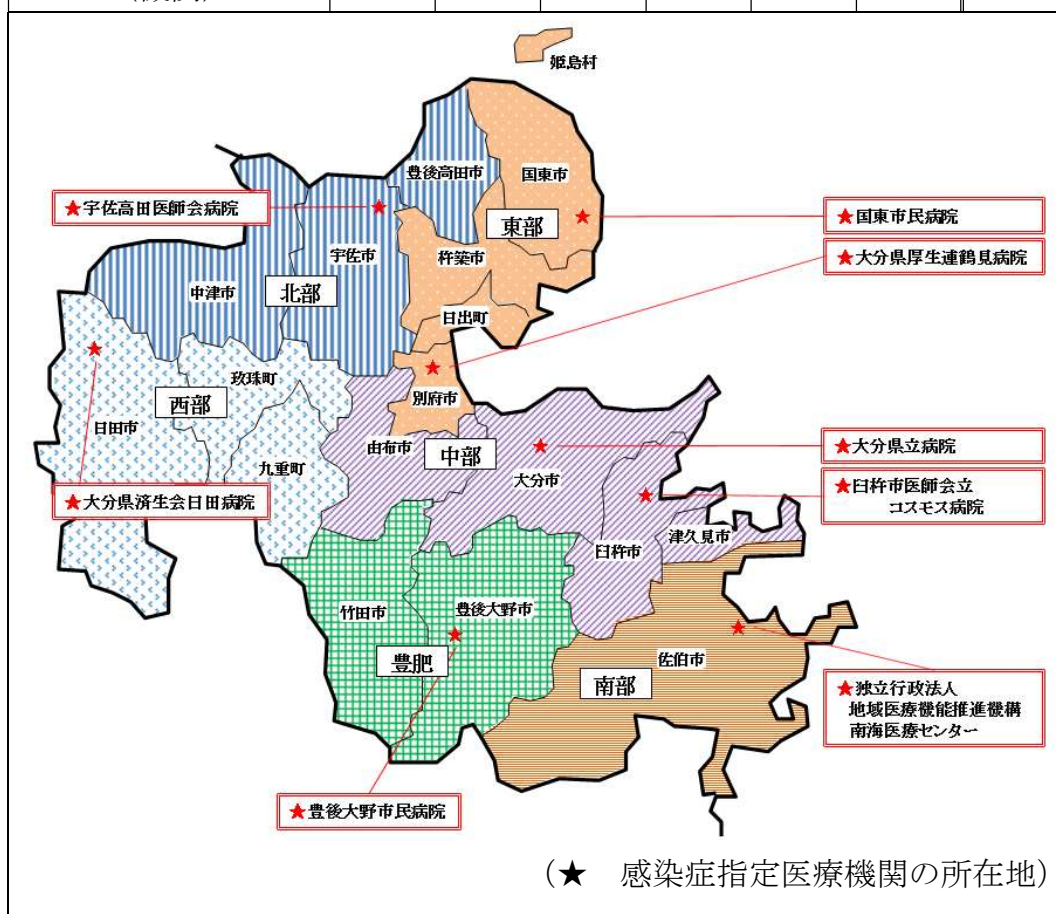 姫島村
豊後高田市
国東市
★宇佐高田医師会病院
東部
★国東市民病院
宇佐市
杵築市
★大分県厚生連鶴見病院
中津市
北部
日出町
玖珠町
別府市
西部
日田市
由布市
中部
★大分県立病院
九重町
大分市
★臼杵市医師会立
コスモス病院
★大分県済生会日田病院
津久見市
臼杵市
竹田市
豊後大野市
佐伯市
豊肥
南部
★独立行政法人
地域医療機能推進機構
南海医療センター
★豊後大野市民病院
（★　感染症指定医療機関の所在地）